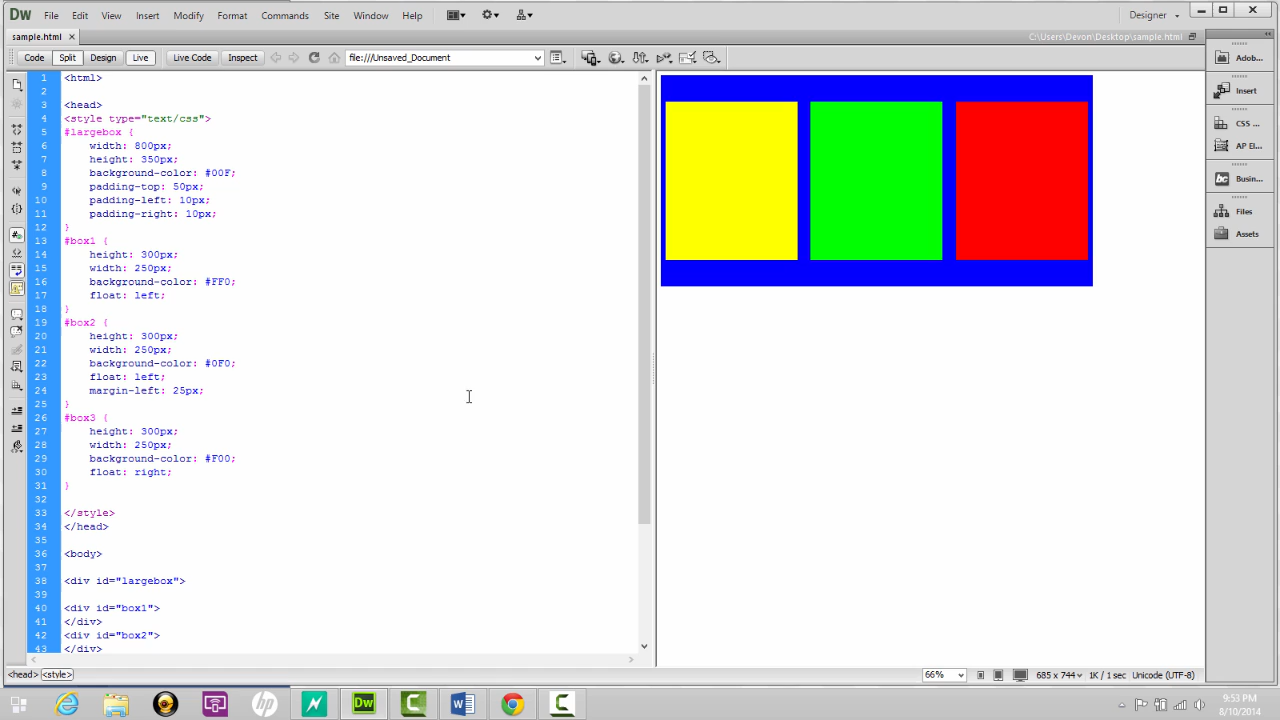 Dw File Edit View Insert Modify Format Commands Site Window Help Designer
sample.html × C:\Users\Devon\Desktop\sample.html
Code Split Design Live Live Code Inspect file:///Unsaved_Document
1 <html>
2
3 <head>
4 <style type="text/css">
5 #largebox {
6 width: 800px;
7 height: 350px;
8 background-color: #00F;
9 padding-top: 50px;
10 padding-left: 10px;
11 padding-right: 10px;
12 }
13 #box1 {
14 height: 300px;
15 width: 250px;
16 background-color: #FF0;
17 float: left;
18 }
19 #box2 {
20 height: 300px;
21 width: 250px;
22 background-color: #0F0;
23 float: left;
24 margin-left: 25px;
25 }
26 #box3 {
27 height: 300px;
28 width: 250px;
29 background-color: #F00;
30 float: right;
31 }
32
33 </style>
34 </head>
35
36 <body>
37
38 <div id="largebox">
39
40 <div id="box1">
41 </div>
42 <div id="box2">
43 </div>
Adob...
Insert
CSS ...
AP El...
Busin...
Files
Assets
<head> <style> 66% 685 x 744 1K / 1 sec Unicode (UTF-8)
hp Dw C W C
9:53 PM
8/10/2014